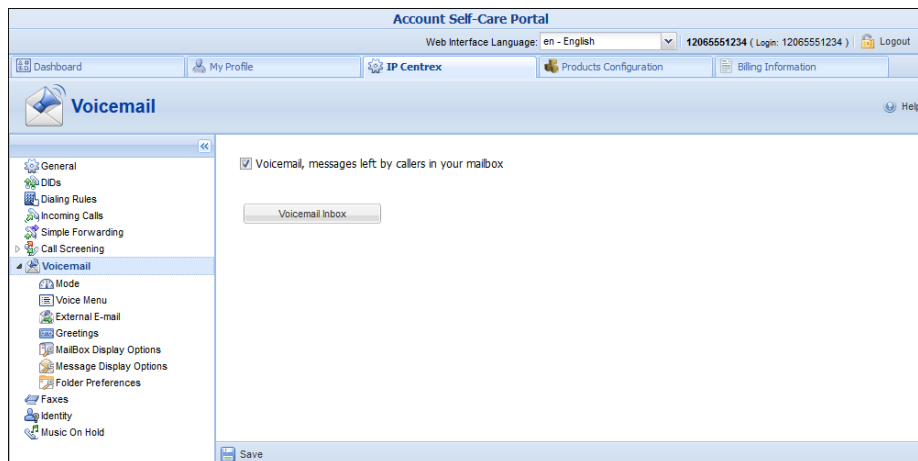 Account Self-Care Portal
Web Interface Language: en - English 12065551234 ( Login: 12065551234 ) Logout
Dashboard My Profile IP Centrex Products Configuration Billing Information
Voicemail Help
General
DIDs
Dialing Rules
Incoming Calls
Simple Forwarding
Call Screening
Voicemail
Mode
Voice Menu
External E-mail
Greetings
MailBox Display Options
Message Display Options
Folder Preferences
Faxes
Identity
Music On Hold
Voicemail, messages left by callers in your mailbox
Voicemail Inbox
Save